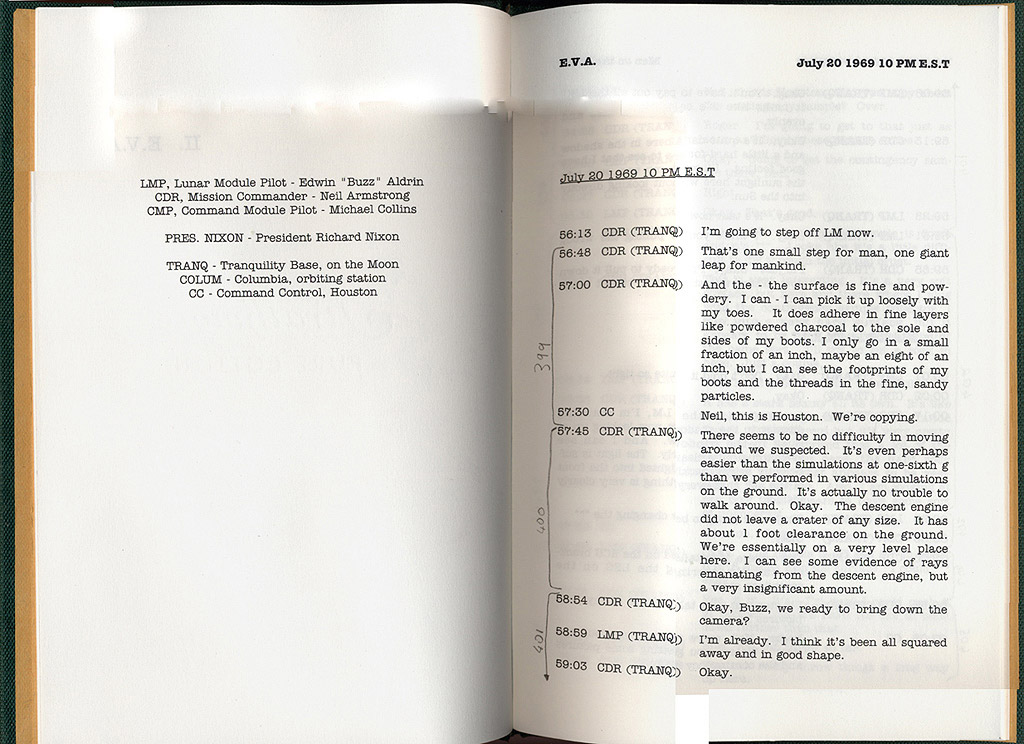 LMP, Lunar Module Pilot - Edwin "Buzz" Aldrin
CDR, Mission Commander - Neil Armstrong
CMP, Command Module Pilot - Michael Collins
PRES. NIXON - President Richard Nixon
TRANQ - Tranquility Base, on the Moon
COLUM - Columbia, orbiting station
CC - Command Control, Houston
E.V.A. July 20 1969 10 PM E.S.T
July 20 1969 10 PM E.S.T
56:13 CDR (TRANQ) I'm going to step off LM now.
56:48 CDR (TRANQ) That's one small step for man, one giant
leap for mankind.
57:00 CDR (TRANQ) And the - the surface is fine and pow-
dery. I can - I can pick it up loosely with
my toes. It does adhere in fine layers
like powdered charcoal to the sole and
sides of my boots. I only go in a small
fraction of an inch, maybe an eight of an
inch, but I can see the footprints of my
boots and the threads in the fine, sandy
particles.
399
57:30 CC Neil, this is Houston. We're copying.
57:45 CDR (TRANQ) There seems to be no difficulty in moving
around we suspected. It's even perhaps
easier than the simulations at one-sixth g
than we performed in various simulations
on the ground. It's actually no trouble to
walk around. Okay. The descent engine
did not leave a crater of any size. It has
about 1 foot clearance on the ground.
We're essentially on a very level place
here. I can see some evidence of rays
emanating from the descent engine, but
a very insignificant amount.
400
58:54 CDR (TRANQ) Okay, Buzz, we ready to bring down the
camera?
58:59 LMP (TRANQ) I'm already. I think it's been all squared
away and in good shape.
59:03 CDR (TRANQ) Okay.
401